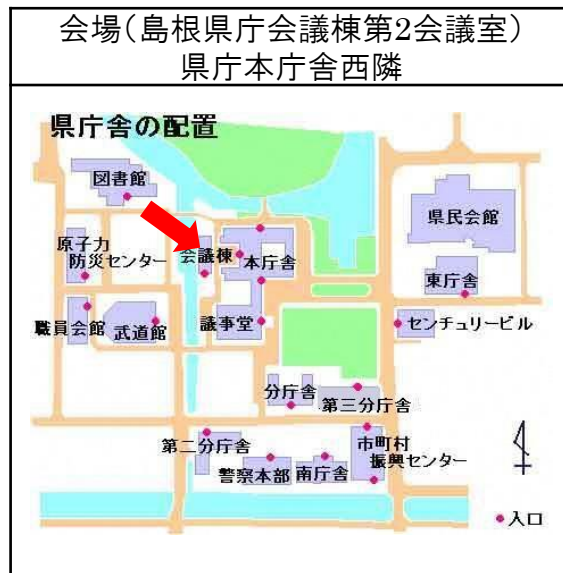 会場(島根県庁会議棟第2会議室)
県庁本庁舎西隣
県庁舎の配置
図書館
県民会館
原子力
防災センター
会議棟
本庁舎
東庁舎
職員会館
武道館
議事堂
センチュリービル
分庁舎
第三分庁舎
第二分庁舎
市町村
振興センター
警察本部
南庁舎
入口